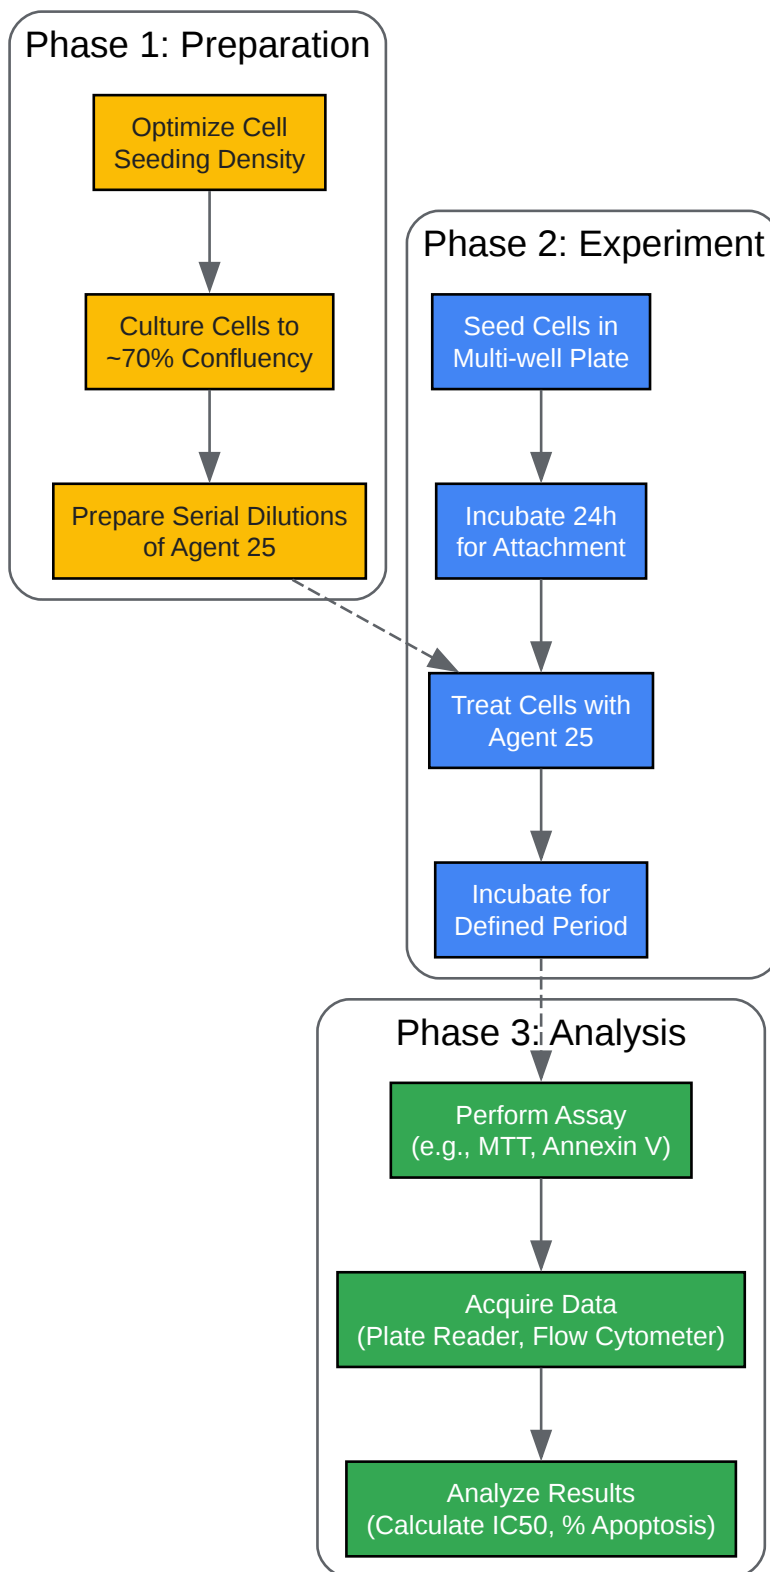 Phase 1: Preparation
Optimize Cell
Seeding Density
Culture Cells to
~70% Confluency
Prepare Serial Dilutions
of Agent 25
Phase 2: Experiment
Seed Cells in
Multi-well Plate
Incubate 24h
for Attachment
Treat Cells with
Agent 25
Incubate for
Defined Period
Phase 3: Analysis
Perform Assay
(e.g., MTT, Annexin V)
Acquire Data
(Plate Reader, Flow Cytometer)
Analyze Results
(Calculate IC50, % Apoptosis)